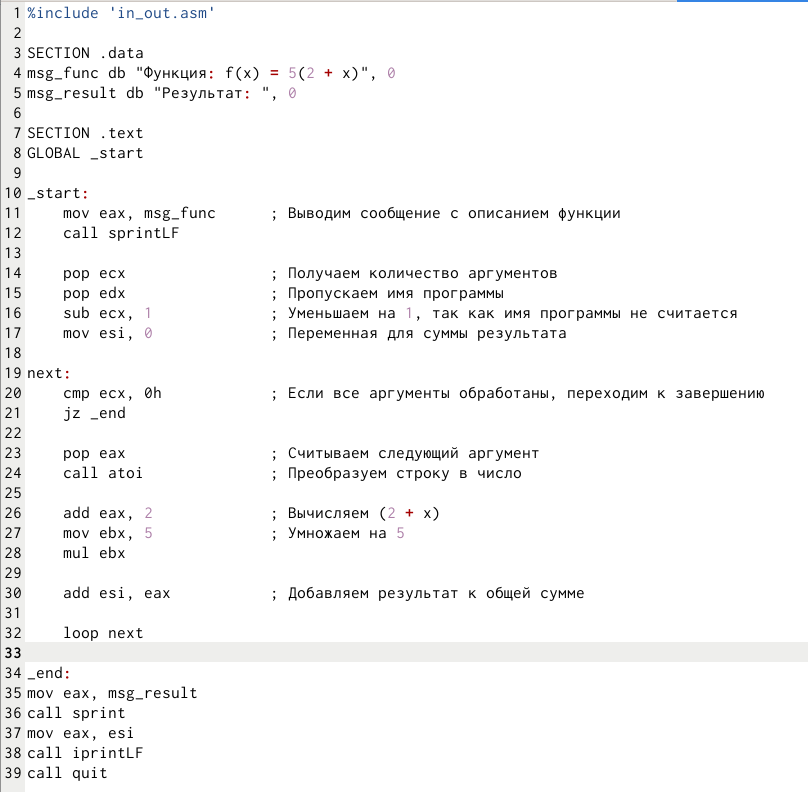 1 %include 'in_out.asm'
2
3 SECTION .data
4 msg_func db "Функция: f(x) = 5(2 + x)", 0
5 msg_result db "Результат: ", 0
6
7 SECTION .text
8 GLOBAL _start
9
10 _start:
11     mov eax, msg_func      ; Выводим сообщение с описанием функции
12     call sprintLF
13
14     pop ecx                ; Получаем количество аргументов
15     pop edx                ; Пропускаем имя программы
16     sub ecx, 1             ; Уменьшаем на 1, так как имя программы не считается
17     mov esi, 0             ; Переменная для суммы результата
18
19 next:
20     cmp ecx, 0h            ; Если все аргументы обработаны, переходим к завершению
21     jz _end
22
23     pop eax                ; Считываем следующий аргумент
24     call atoi              ; Преобразуем строку в число
25
26     add eax, 2             ; Вычисляем (2 + x)
27     mov ebx, 5             ; Умножаем на 5
28     mul ebx
29
30     add esi, eax           ; Добавляем результат к общей сумме
31
32     loop next
33
34 _end:
35 mov eax, msg_result
36 call sprint
37 mov eax, esi
38 call iprintLF
39 call quit